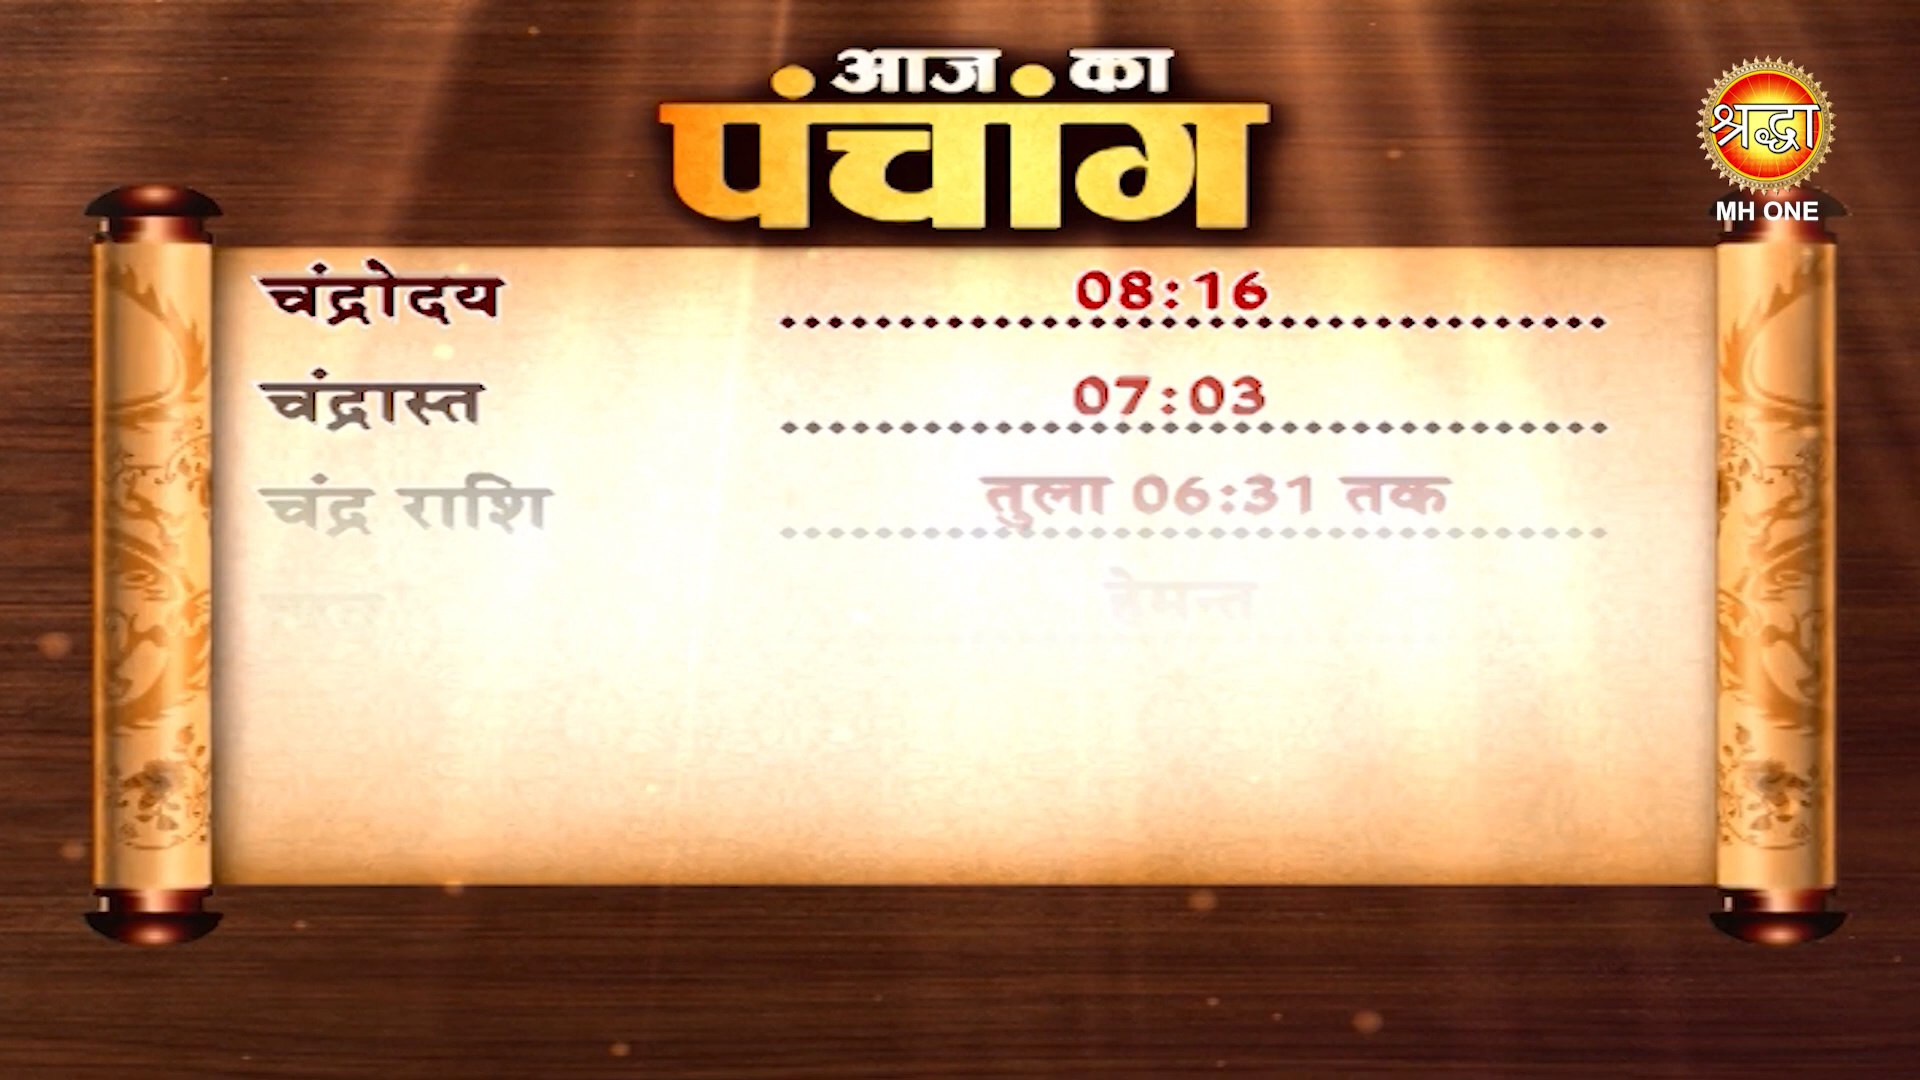 आज का
पंचांग
श्रद्धा
MH ONE
चंद्रोदय 08:16
चंद्रास्त 07:03
चंद्र राशि तुला 06:31 तक
हेमन्त